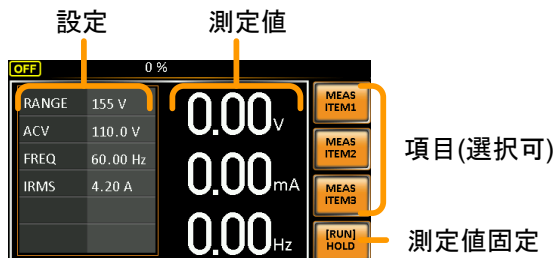 設定
測定値
OFF
0 %
RANGE 155 V
ACV 110.0 V
FREQ 60.00 Hz
IRMS 4.20 A
0.00V
0.00mA
0.00Hz
MEAS
ITEM1
MEAS
ITEM2
MEAS
ITEM3
[RUN]
HOLD
項目(選択可)
測定値固定